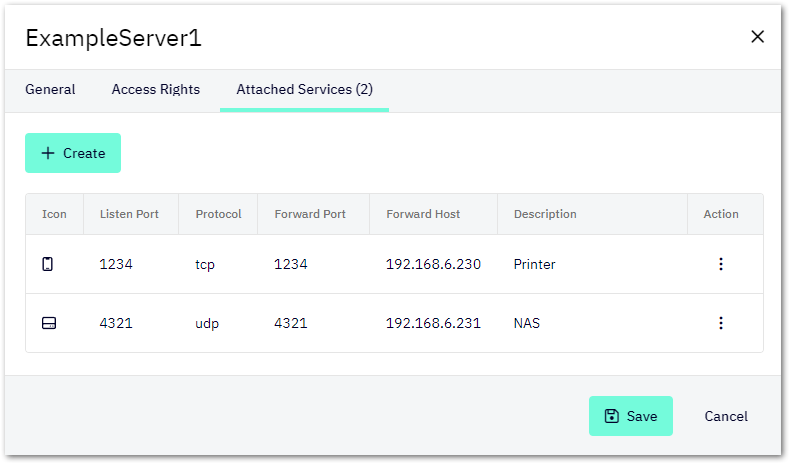 ExampleServer1
General Access Rights Attached Services (2)
Create
Icon Listen Port Protocol Forward Port Forward Host Description Action
1234 tcp 1234 192.168.6.230 Printer
4321 udp 4321 192.168.6.231 NAS
Save Cancel